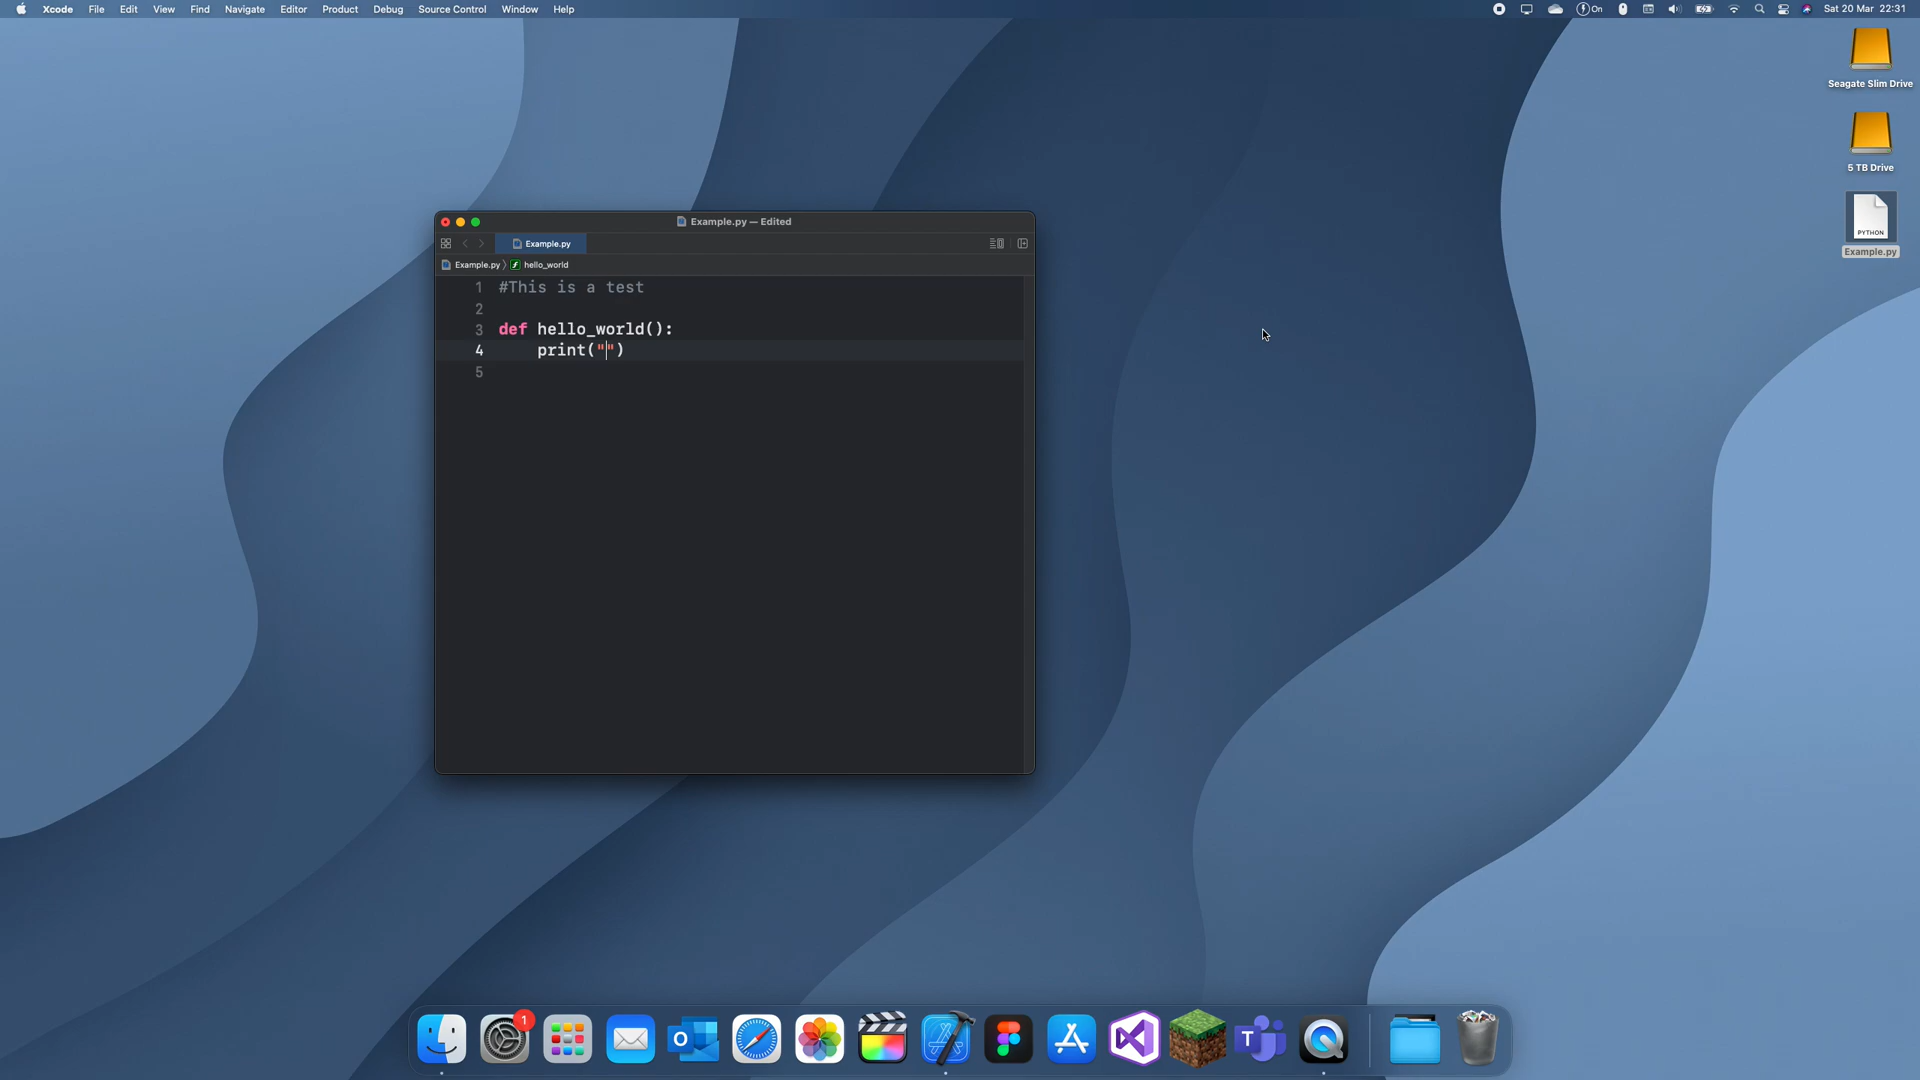 Xcode File Edit View Find Navigate Editor Product Debug Source Control Window Help
On Sat 20 Mar 22:31
Seagate Slim Drive
5 TB Drive
PYTHON
Example.py
Example.py — Edited
Example.py
Example.py hello_world
1 #This is a test
2
3 def hello_world():
4 print("")
5
1